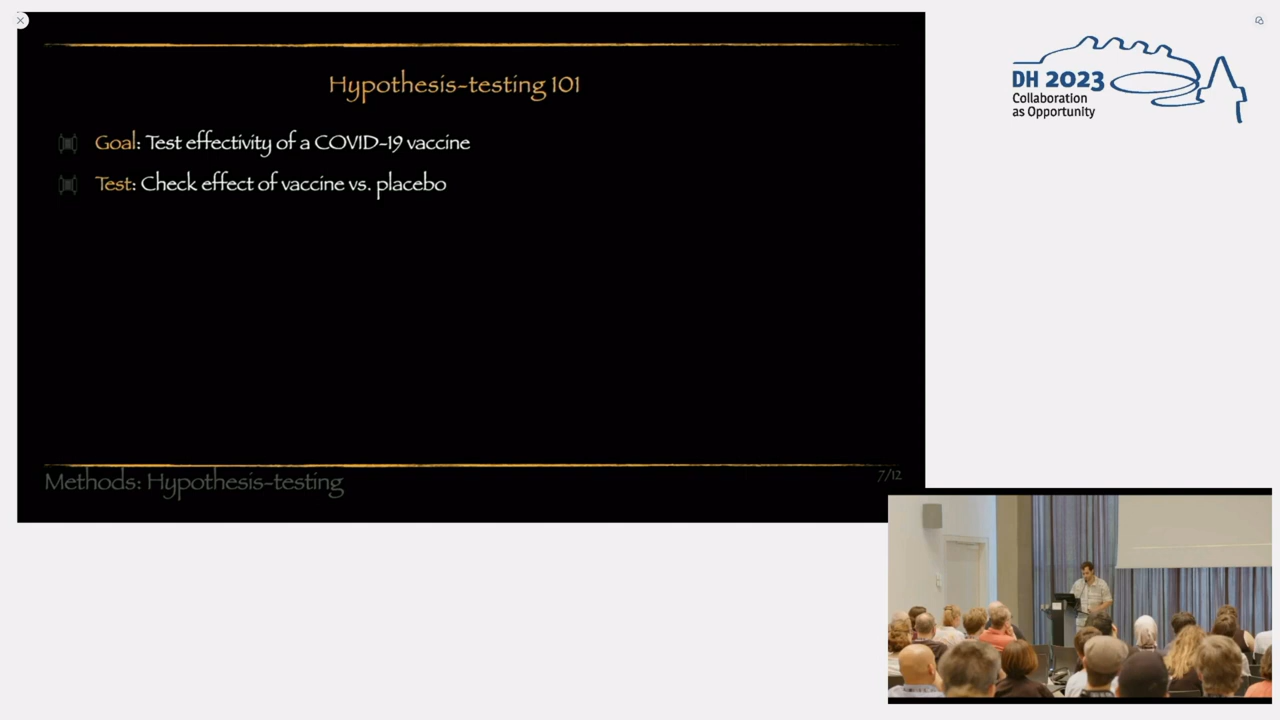 Hypothesis-testing 101
Goal: Test effectivity of a COVID-19 vaccine
Test: Check effect of vaccine vs. placebo
Methods: Hypothesis-testing
7/12
DH 2023
Collaboration
as Opportunity